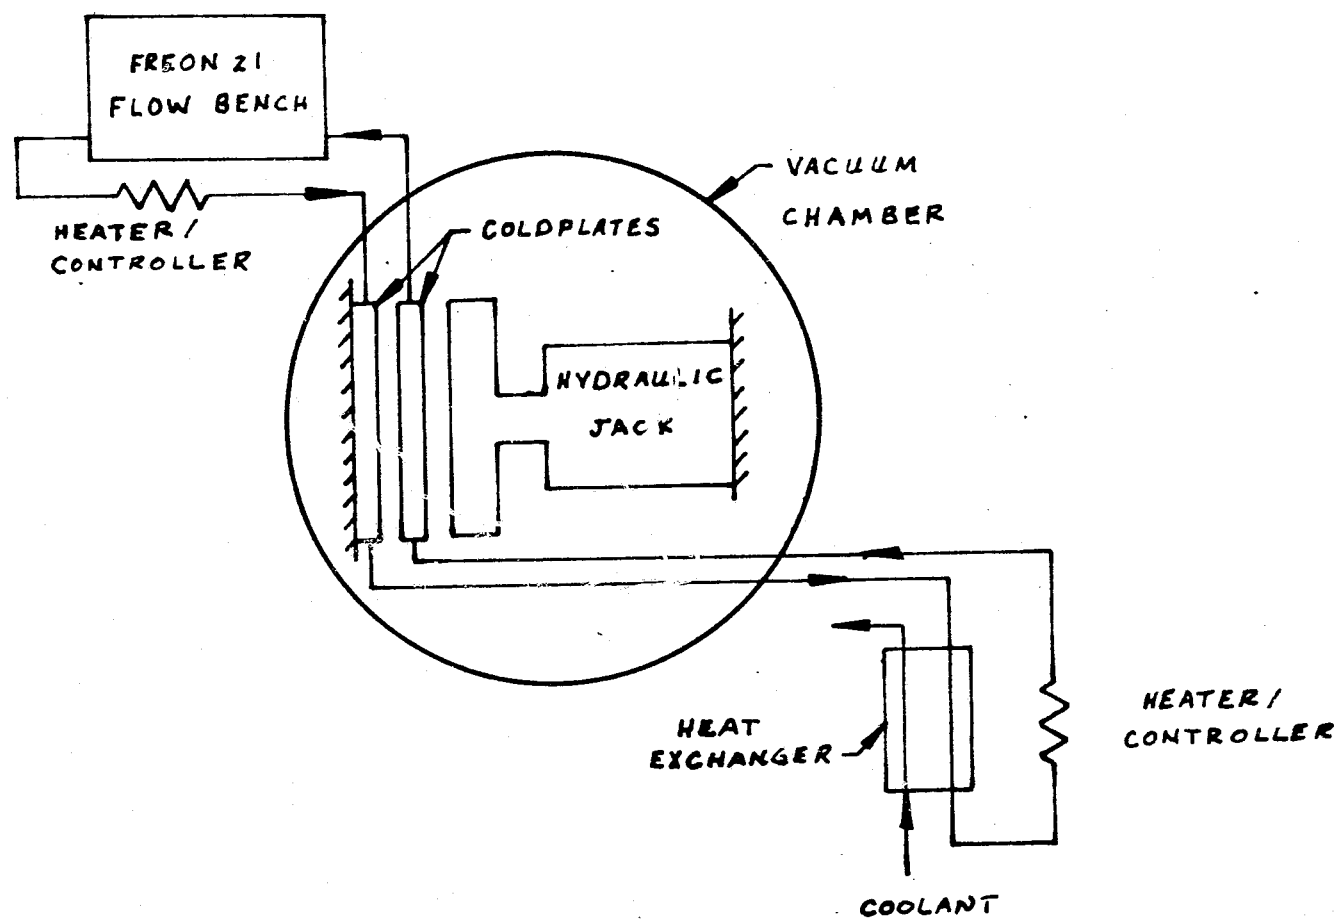 FREON 21
FLOW BENCH
VACUUM
CHAMBER
HEATER/
CONTROLLER
COLDPLATES
HYDRAULIC
JACK
HEAT
EXCHANGER
HEATER/
CONTROLLER
COOLANT